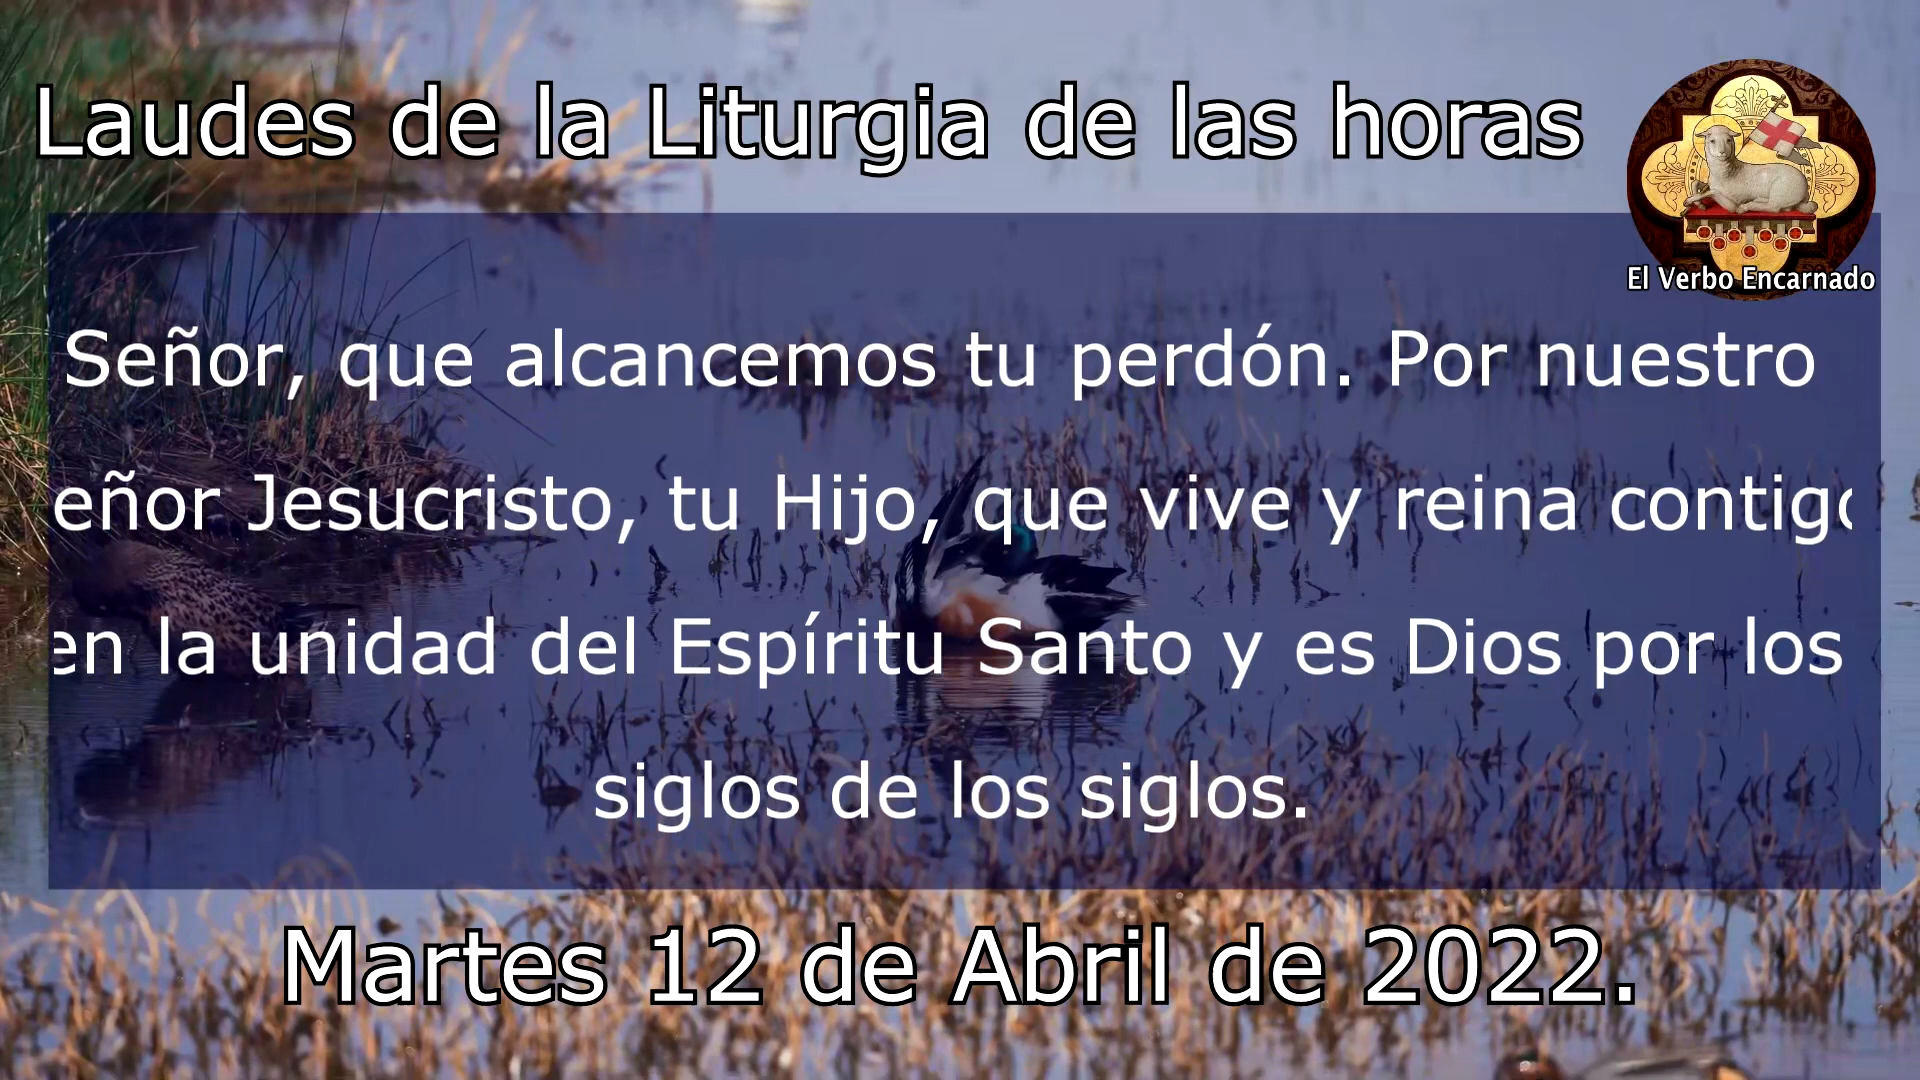 Laudes de la Liturgia de las horas
El Verbo Encarnado
Señor, que alcancemos tu perdón. Por nuestro
eñor Jesucristo, tu Hijo, que vive y reina contigo
en la unidad del Espíritu Santo y es Dios por los
siglos de los siglos.
Martes 12 de Abril de 2022.